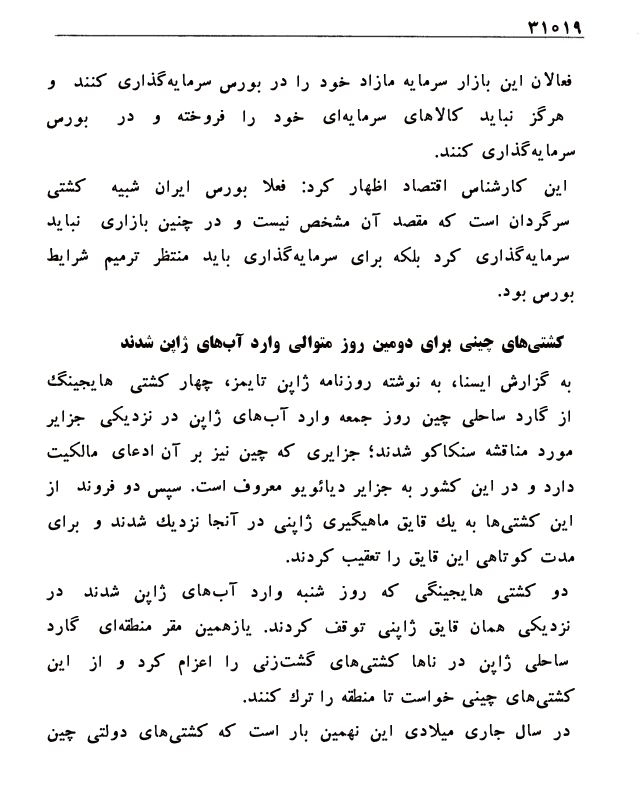 ۳۱۰۱۹
فعالان این بازار سرمایه مازاد خود را در بورس سرمایه‌گذاری کنند و
هرگز نباید کالاهای سرمایه‌ای خود را فروخته و در بورس
سرمایه‌گذاری کنند.
این کارشناس اقتصاد اظهار کرد: فعلا بورس ایران شبیه کشتی
سرگردان است که مقصد آن مشخص نیست و در چنین بازاری نباید
سرمایه‌گذاری کرد بلکه برای سرمایه‌گذاری باید منتظر ترمیم شرایط
بورس بود.
کشتی‌های چینی برای دومین روز متوالی وارد آب‌های ژاپن شدند
به گزارش ایسنا، به نوشته روزنامه ژاپن تایمز، چهار کشتی هایجینگ
از گارد ساحلی چین روز جمعه وارد آب‌های ژاپن در نزدیکی جزایر
مورد مناقشه سنکاکو شدند؛ جزایری که چین نیز بر آن ادعای مالکیت
دارد و در این کشور به جزایر دیائویو معروف است. سپس دو فروند از
این کشتی‌ها به یك قایق ماهیگیری ژاپنی در آنجا نزدیك شدند و برای
مدت کوتاهی این قایق را تعقیب کردند.
دو کشتی هایجینگی که روز شنبه وارد آب‌های ژاپن شدند در
نزدیکی همان قایق ژاپنی توقف کردند. یازهمین مقر منطقه‌ای گارد
ساحلی ژاپن در ناها کشتی‌های گشت‌زنی را اعزام کرد و از این
کشتی‌های چینی خواست تا منطقه را ترك کنند.
در سال جاری میلادی این نهمین بار است که کشتی‌های دولتی چین